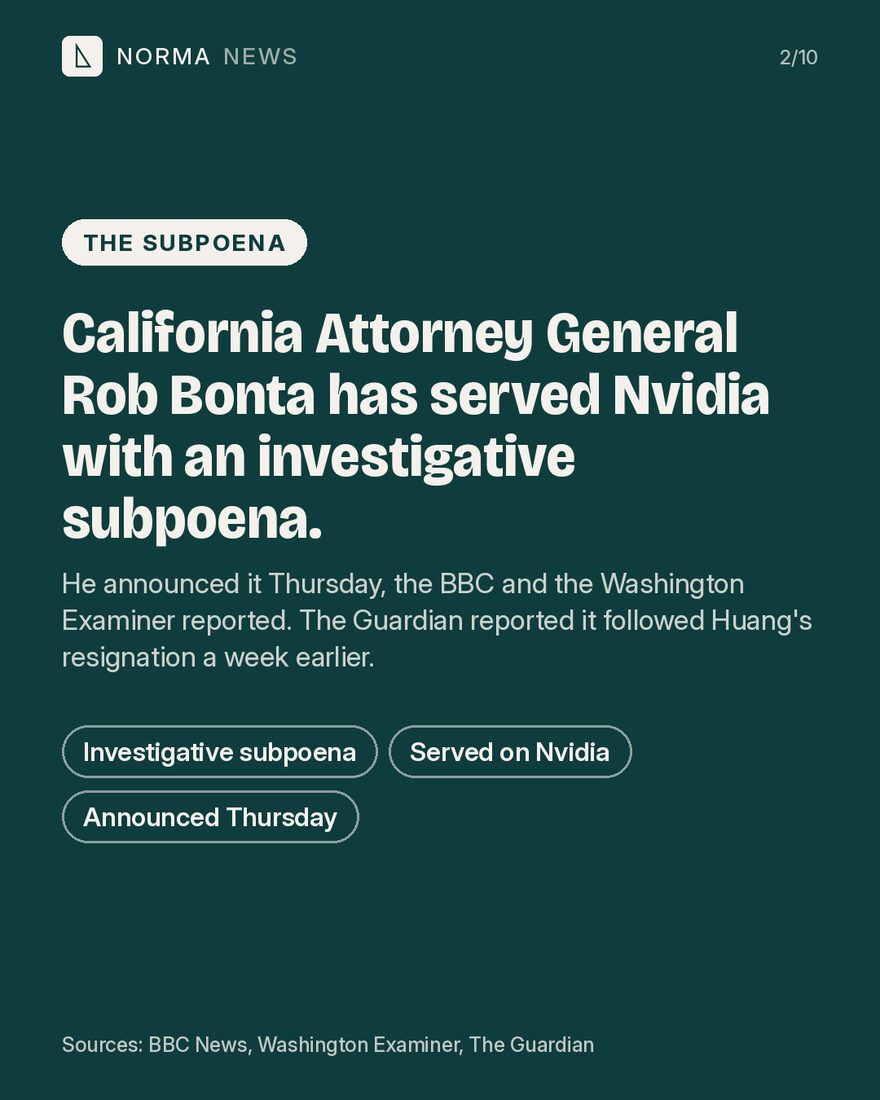 NORMA NEWS
2/10
THE SUBPOENA
California Attorney General
Rob Bonta has served Nvidia
with an investigative
subpoena.
He announced it Thursday, the BBC and the Washington
Examiner reported. The Guardian reported it followed Huang's
resignation a week earlier.
Investigative subpoena
Served on Nvidia
Announced Thursday
Sources: BBC News, Washington Examiner, The Guardian